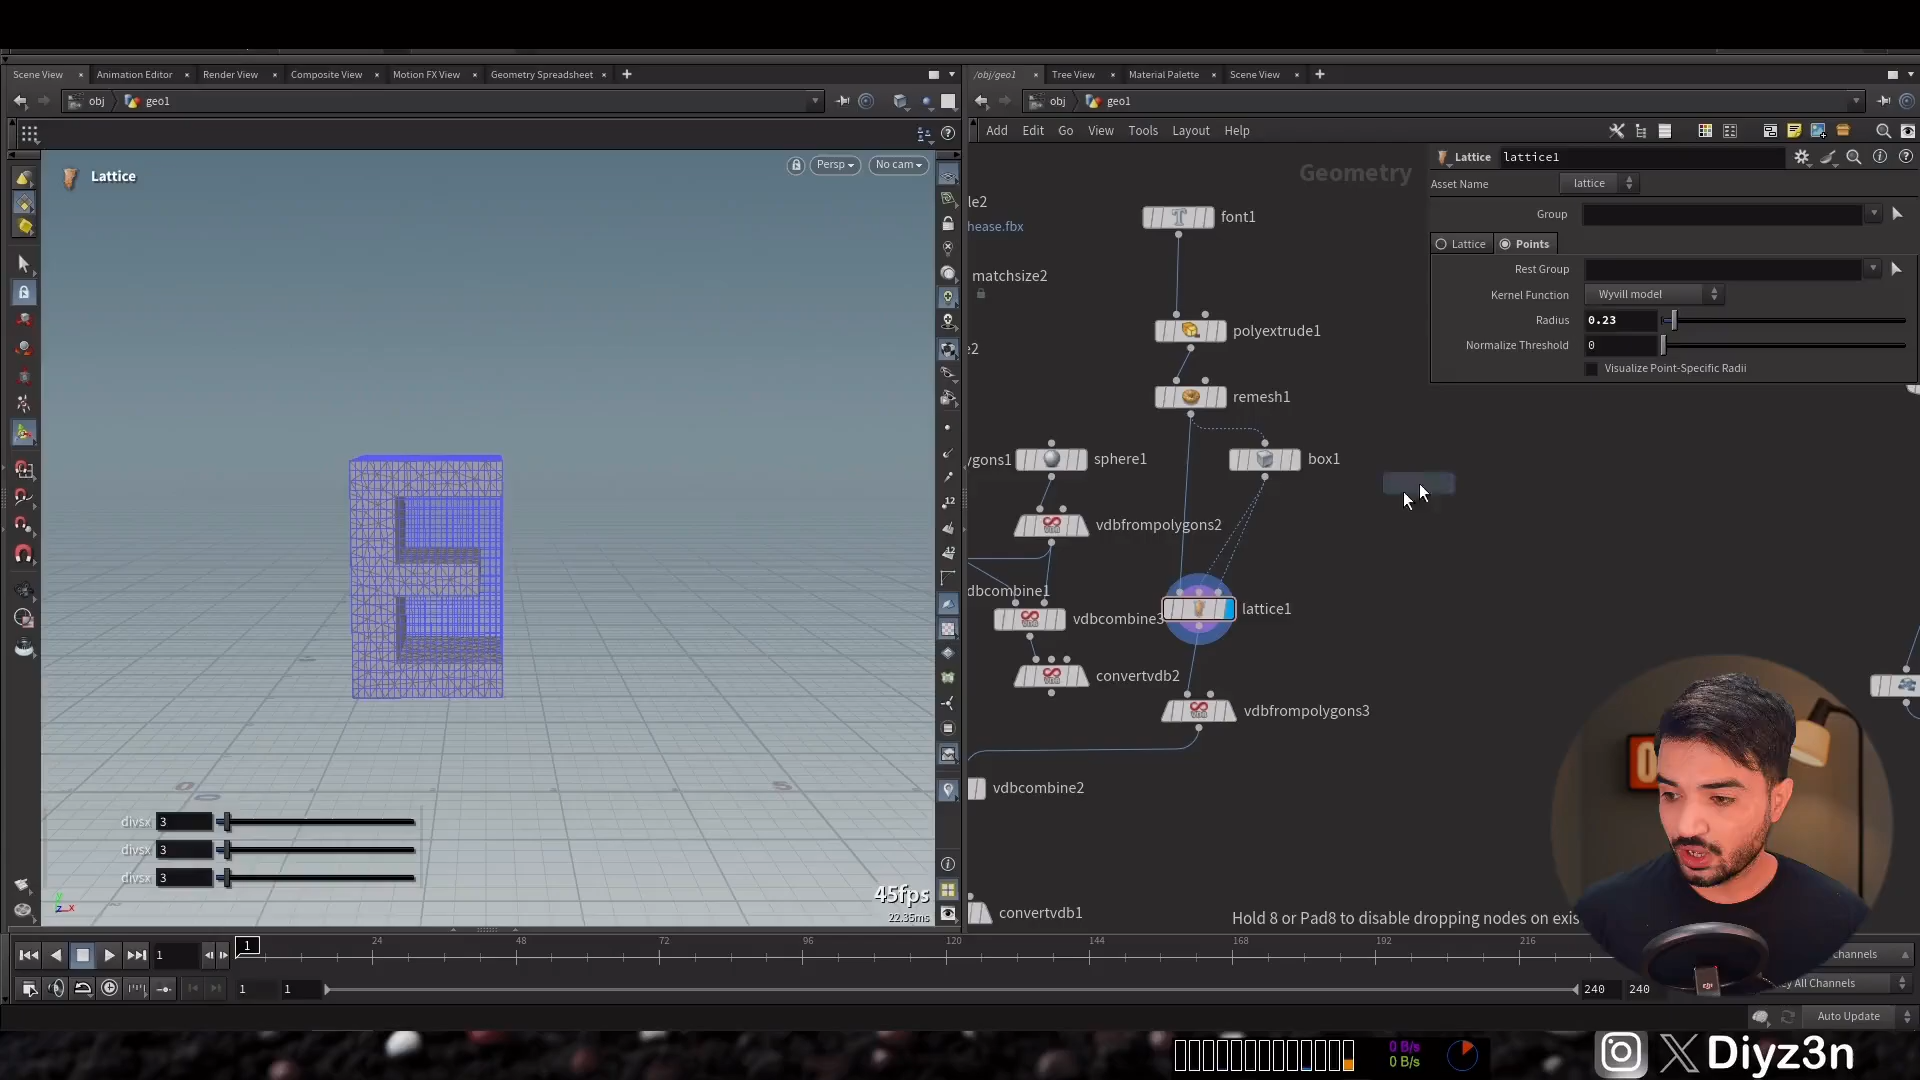 Scene View × Animation Editor × Render View × Composite View × Motion FX View × Geometry Spreadsheet × +
/obj/geo1 × Tree View × Material Palette × Scene View × +
obj geo1
obj geo1
Add Edit Go View Tools Layout Help
Lattice
Persp
No cam
Geometry
Lattice lattice1
Asset Name lattice
Group
Lattice Points
Rest Group
Kernel Function Wyvill model
Radius 0.23
Normalize Threshold 0
Visualize Point-Specific Radii
le2
hease.fbx
matchsize2
e2
font1
polyextrude1
remesh1
ygons1
sphere1
box1
vdbfrompolygons2
dbcombine1
vdbcombine3
lattice1
convertvdb2
vdbfrompolygons3
vdbcombine2
convertvdb1
Hold 8 or Pad8 to disable dropping nodes on exis
12
12
divsx 3
divsx 3
divsx 3
y
z x
45fps
22.35ms
1
1 24 48 72 96 120 144 168 192 216
hannels
1 1 240 240
ey All Channels
Auto Update
0 B/s
0 B/s
Diyz3n